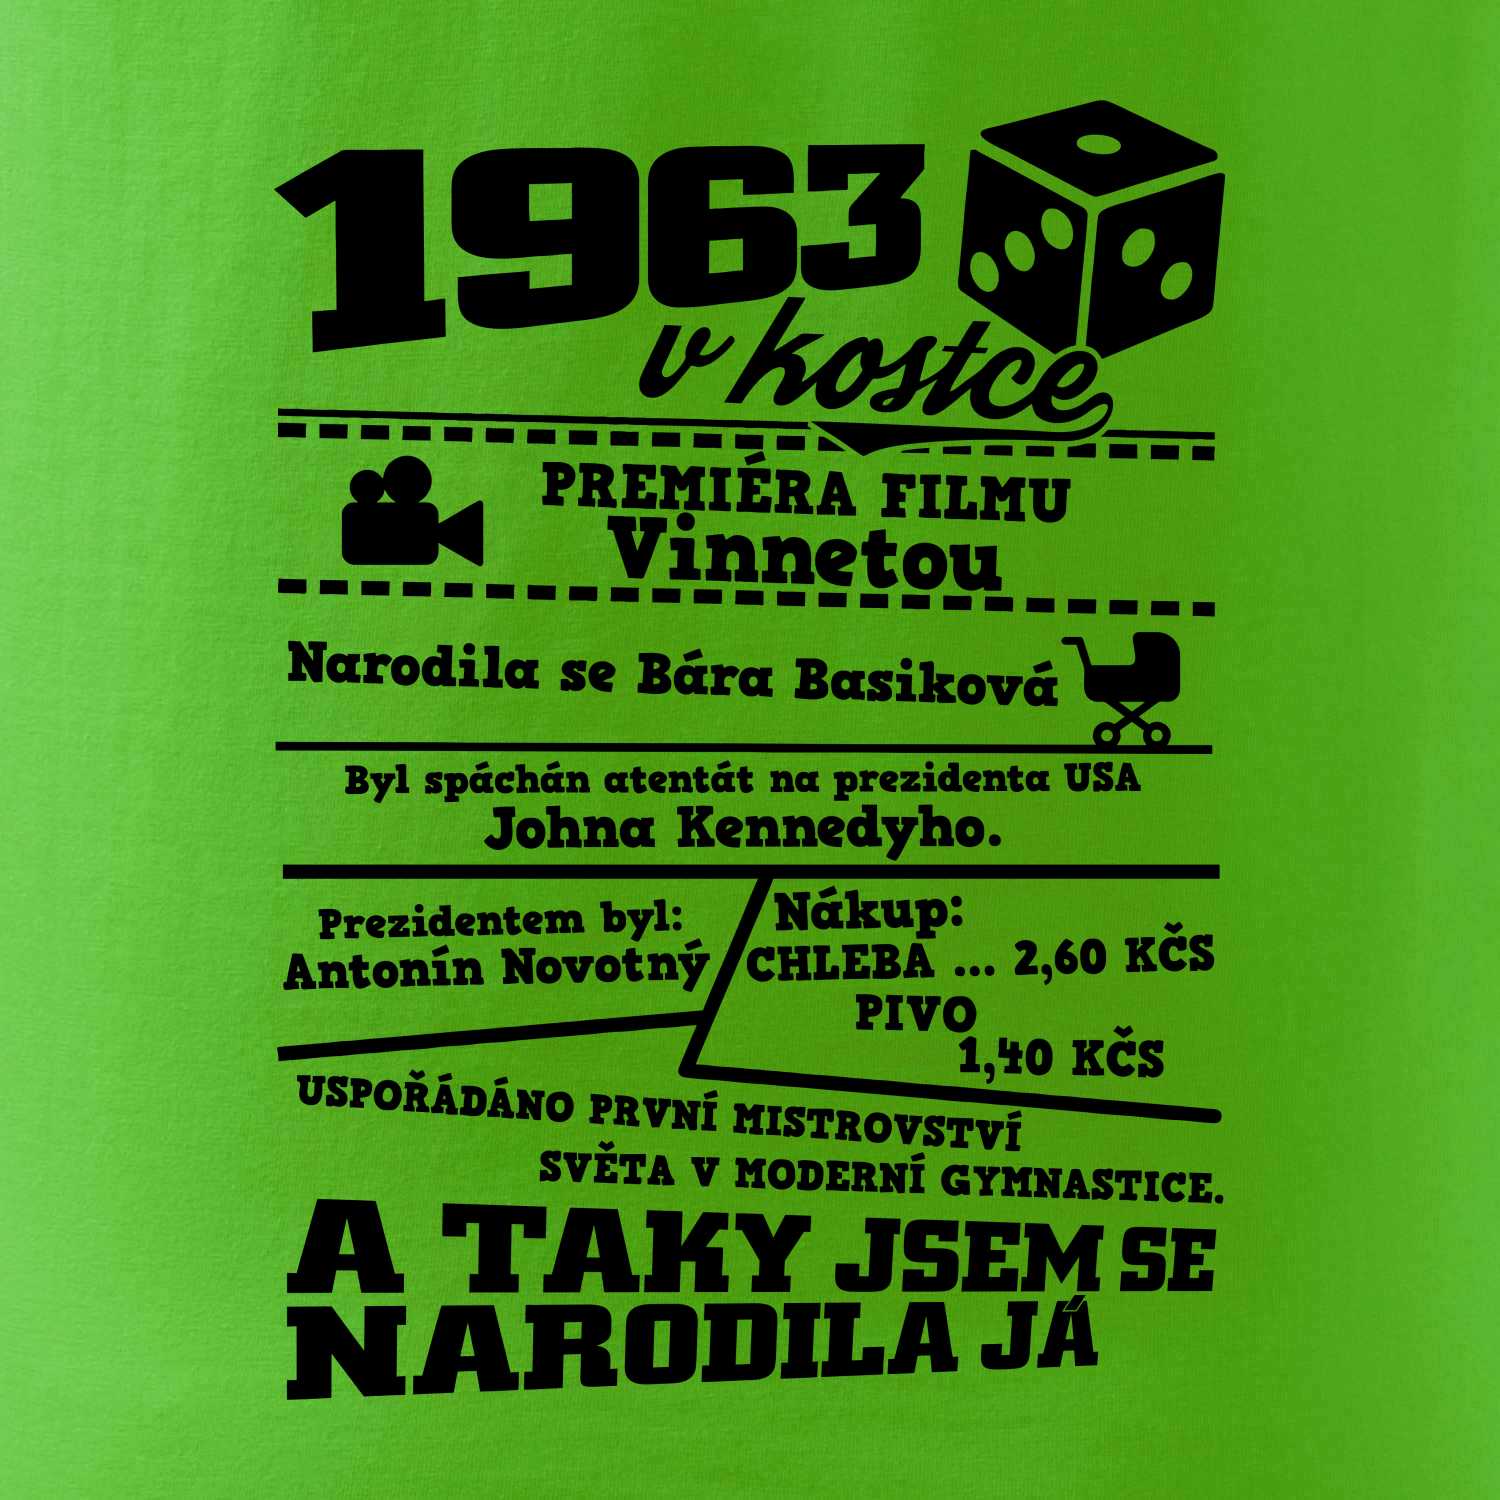 1963
v kostce
PREMIÉRA FILMU
Vinnetou
Narodila se Bára Basiková
Byl spáchán atentát na prezidenta USA
Johna Kennedyho.
Prezidentem byl:
Antonín Novotný
Nákup:
CHLEBA ... 2,60 KČS
PIVO
1,40 KČS
USPOŘÁDÁNO PRVNÍ MISTROVSTVÍ
SVĚTA V MODERNÍ GYMNASTICE.
A TAKY JSEM SE
NARODILA JÁ